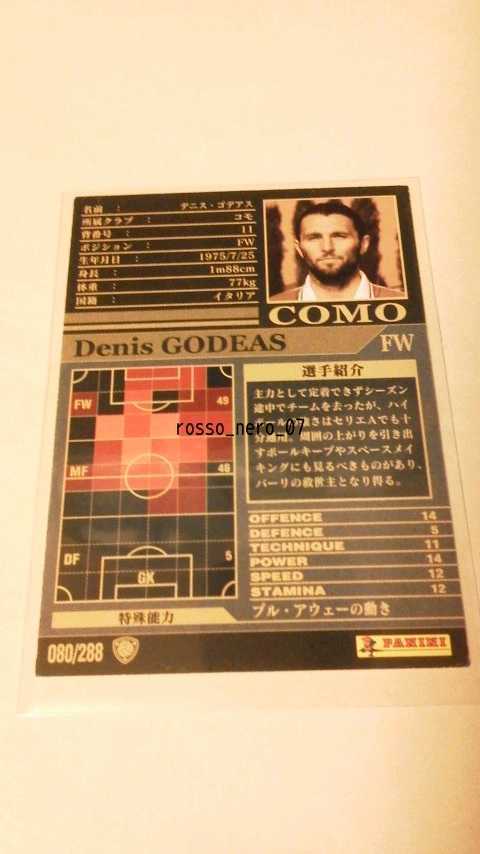 名前 ： デニス・ゴデアス
所属クラブ ： コモ
背番号 ： 11
ポジション ： FW
生年月日 ： 1975/7/25
身長 ： 1m88cm
体重 ： 77kg
国籍 ： イタリア
COMO
Denis GODEAS FW
選手紹介
主力として定着できずシーズン
途中でチームを去ったが、ハイ
さはセリエAでも十
分 囲の上がりを引き出
すポールキープやスペースメイ
キングにも見るべきものがあり、
バーリの救世主となり得る。
rosso_nero_07
FW 49
MF 46
DF 5
GK
OFFENCE 14
DEFENCE 5
TECHNIQUE 11
POWER 14
SPEED 12
STAMINA 12
特殊能力 プル・アウェーの動き
080/288
PANINI